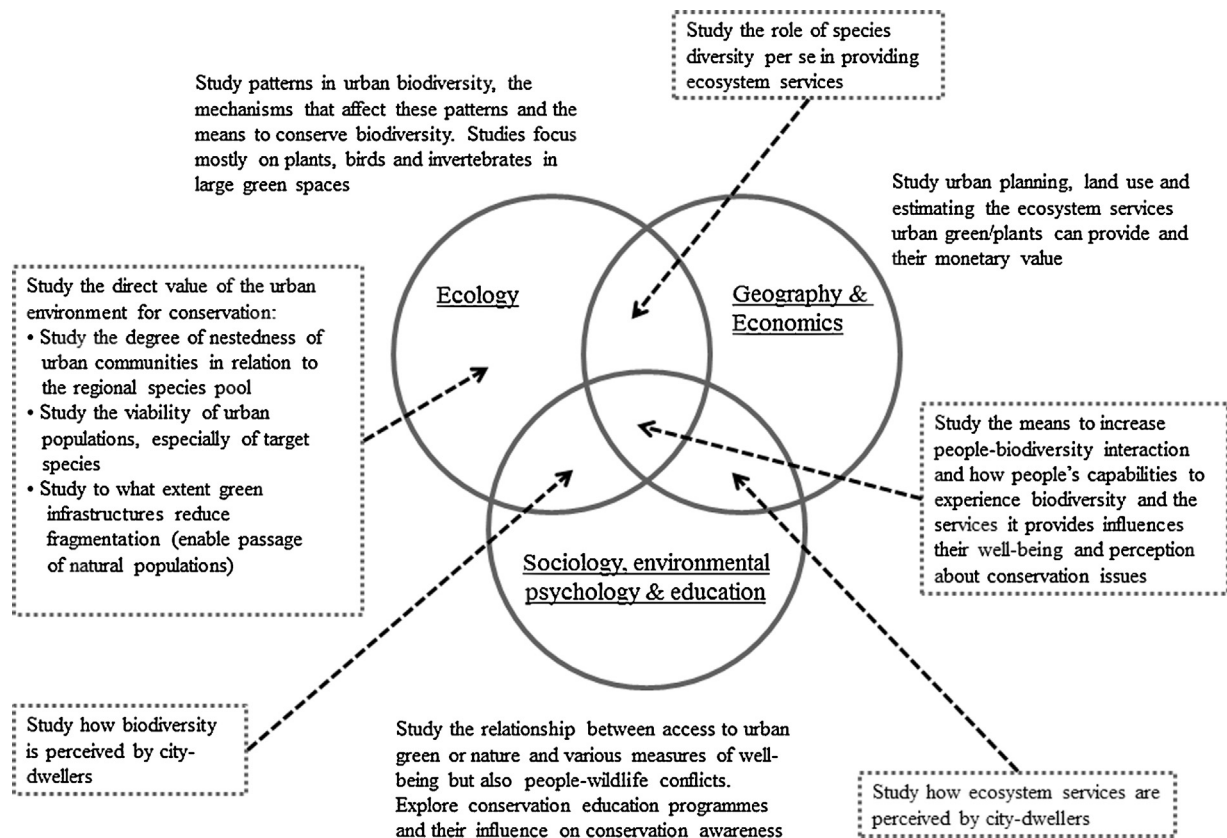 Study the role of species
diversity per se in providing
ecosystem services
Study patterns in urban biodiversity, the
mechanisms that affect these patterns and the
means to conserve biodiversity. Studies focus
mostly on plants, birds and invertebrates in
large green spaces
Study urban planning, land use and
estimating the ecosystem services
urban green/plants can provide and
their monetary value
Study the direct value of the urban
environment for conservation:
• Study the degree of nestedness of
urban communities in relation to
the regional species pool
• Study the viability of urban
populations, especially of target
species
• Study to what extent green
infrastructures reduce
fragmentation (enable passage
of natural populations)
Ecology
Geography &
Economics
Study the means to increase
people-biodiversity interaction
and how people's capabilities to
experience biodiversity and the
services it provides influences
their well-being and perception
about conservation issues
Sociology, environmental
psychology & education
Study how biodiversity
is perceived by city-
dwellers
Study the relationship between access to urban
green or nature and various measures of well-
being but also people-wildlife conflicts.
Explore conservation education programmes
and their influence on conservation awareness
Study how ecosystem services are
perceived by city-dwellers